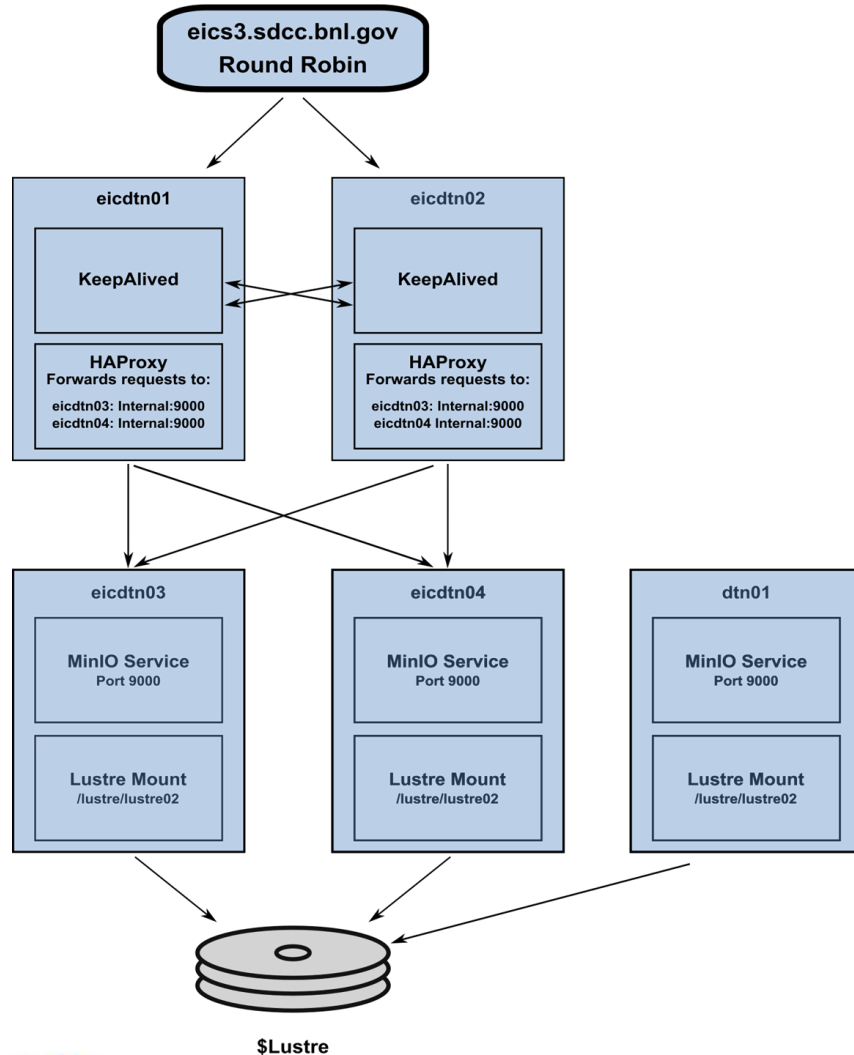 eics3.sdcc.bnl.gov
Round Robin
eicdtn01
KeepAlived
HAProxy
Forwards requests to:
eicdtn03: Internal:9000
eicdtn04: Internal:9000
eicdtn02
KeepAlived
HAProxy
Forwards requests to:
eicdtn03: Internal:9000
eicdtn04 Internal:9000
eicdtn03
MinIO Service
Port 9000
Lustre Mount
/lustre/lustre02
eicdtn04
MinIO Service
Port 9000
Lustre Mount
/lustre/lustre02
dtn01
MinIO Service
Port 9000
Lustre Mount
/lustre/lustre02
$Lustre